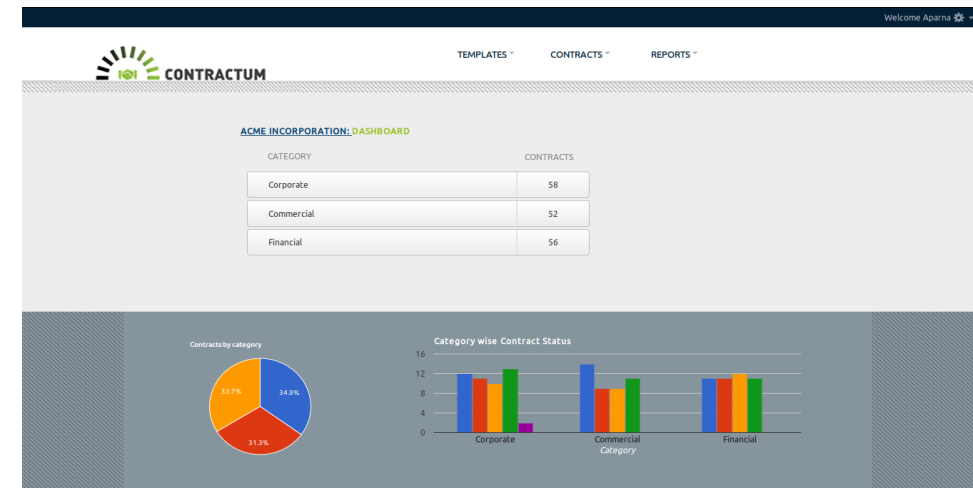 Welcome Aparna
CONTRACTUM
TEMPLATES
CONTRACTS
REPORTS
ACME INCORPORATION: DASHBOARD
CATEGORY CONTRACTS
Corporate 58
Commercial 52
Financial 56
Contracts by category
33.7% 34.9%
31.3%
Category wise Contract Status
16
12
8
4
0
Corporate Commercial Financial
Category